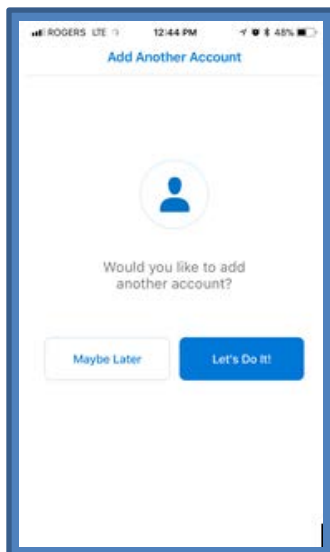 ROGERS LTE 12:44 PM 48%
Add Another Account
Would you like to add
another account?
Maybe Later Let's Do It!